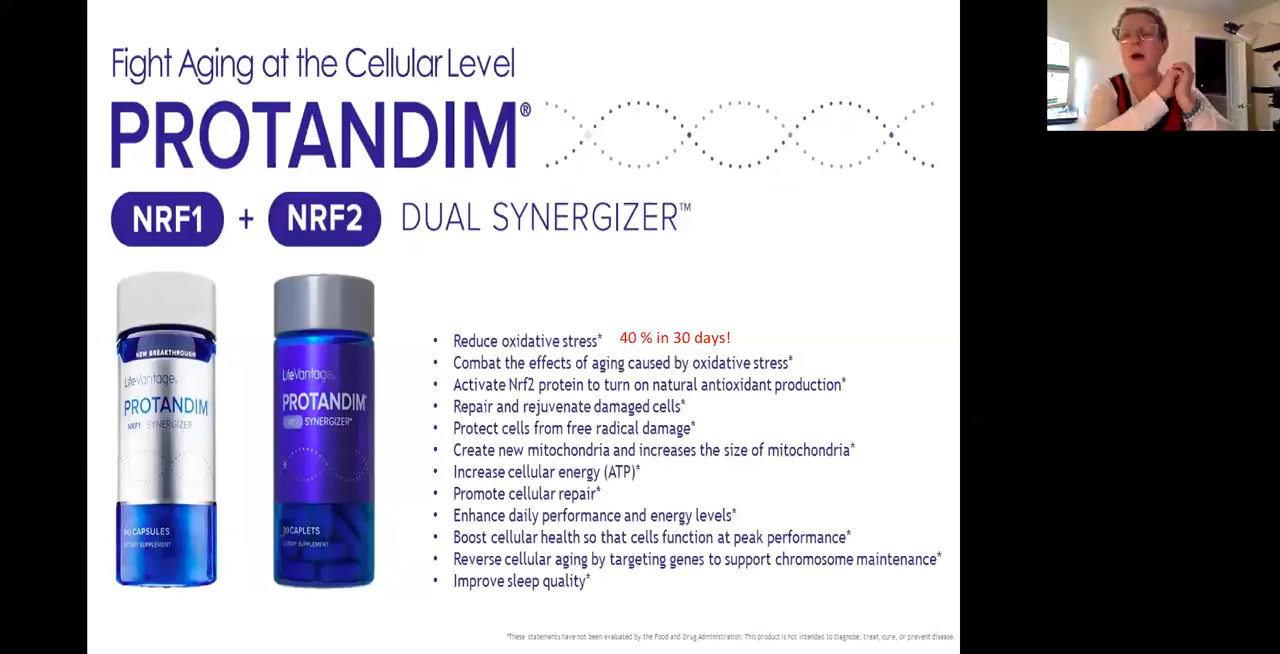 Fight Aging at the Cellular Level
PROTANDIM®
NRF1 + NRF2 DUAL SYNERGIZER™
NEW BREAKTHROUGH
LifeVantage.
PROTANDIM
NRF1 SYNERGIZER
60 CAPSULES
DIETARY SUPPLEMENT
LifeVantage.
PROTANDIM®
SYNERGIZER™
30 CAPLETS
DIETARY SUPPLEMENT
• Reduce oxidative stress* 40 % in 30 days!
• Combat the effects of aging caused by oxidative stress*
• Activate Nrf2 protein to turn on natural antioxidant production*
• Repair and rejuvenate damaged cells*
• Protect cells from free radical damage*
• Create new mitochondria and increases the size of mitochondria*
• Increase cellular energy (ATP)*
• Promote cellular repair*
• Enhance daily performance and energy levels*
• Boost cellular health so that cells function at peak performance*
• Reverse cellular aging by targeting genes to support chromosome maintenance*
• Improve sleep quality*
*These statements have not been evaluated by the Food and Drug Administration. This product is not intended to diagnose, treat, cure, or prevent disease.